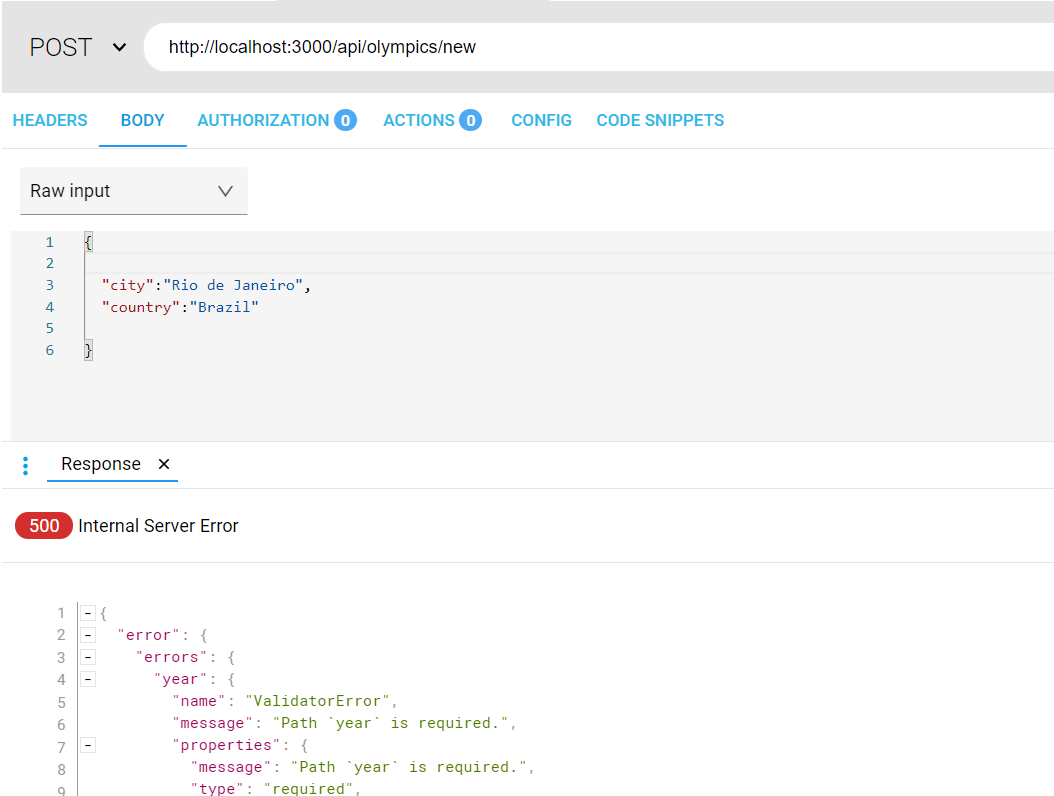 POST http://localhost:3000/api/olympics/new
HEADERS BODY AUTHORIZATION 0 ACTIONS 0 CONFIG CODE SNIPPETS
Raw input
1 {
2
3 "city":"Rio de Janeiro",
4 "country":"Brazil"
5
6 }
Response ×
500 Internal Server Error
1 - {
2 - "error": {
3 - "errors": {
4 - "year": {
5 "name": "ValidatorError",
6 "message": "Path `year` is required.",
7 - "properties": {
8 "message": "Path `year` is required.",
9 "type": "required",